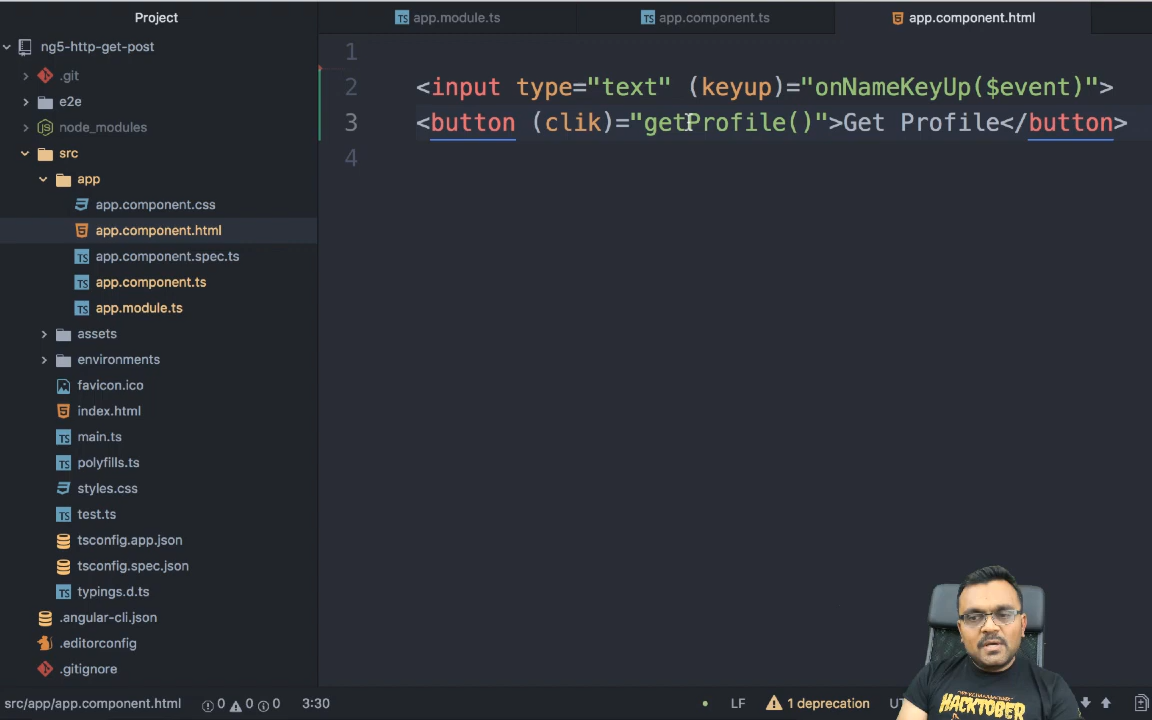 Project
app.module.ts
app.component.ts
app.component.html
ng5-http-get-post
.git
e2e
node_modules
src
app
app.component.css
app.component.html
app.component.spec.ts
app.component.ts
app.module.ts
assets
environments
favicon.ico
index.html
main.ts
polyfills.ts
styles.css
test.ts
tsconfig.app.json
tsconfig.spec.json
typings.d.ts
.angular-cli.json
.editorconfig
.gitignore
1
2 <input type="text" (keyup)="onNameKeyUp($event)">
3 <button (clik)="getProfile()">Get Profile</button>
4
HACKTOBER
src/app/app.component.html 0 0 0 3:30 LF 1 deprecation